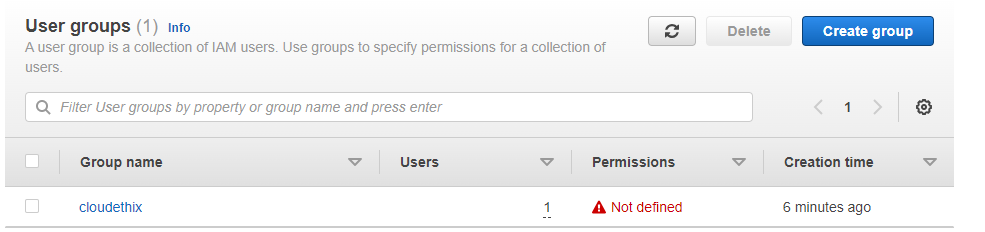 User groups (1) Info
A user group is a collection of IAM users. Use groups to specify permissions for a collection of
users.
Delete
Create group
Filter User groups by property or group name and press enter
1
Group name Users Permissions Creation time
cloudethix 1 Not defined 6 minutes ago